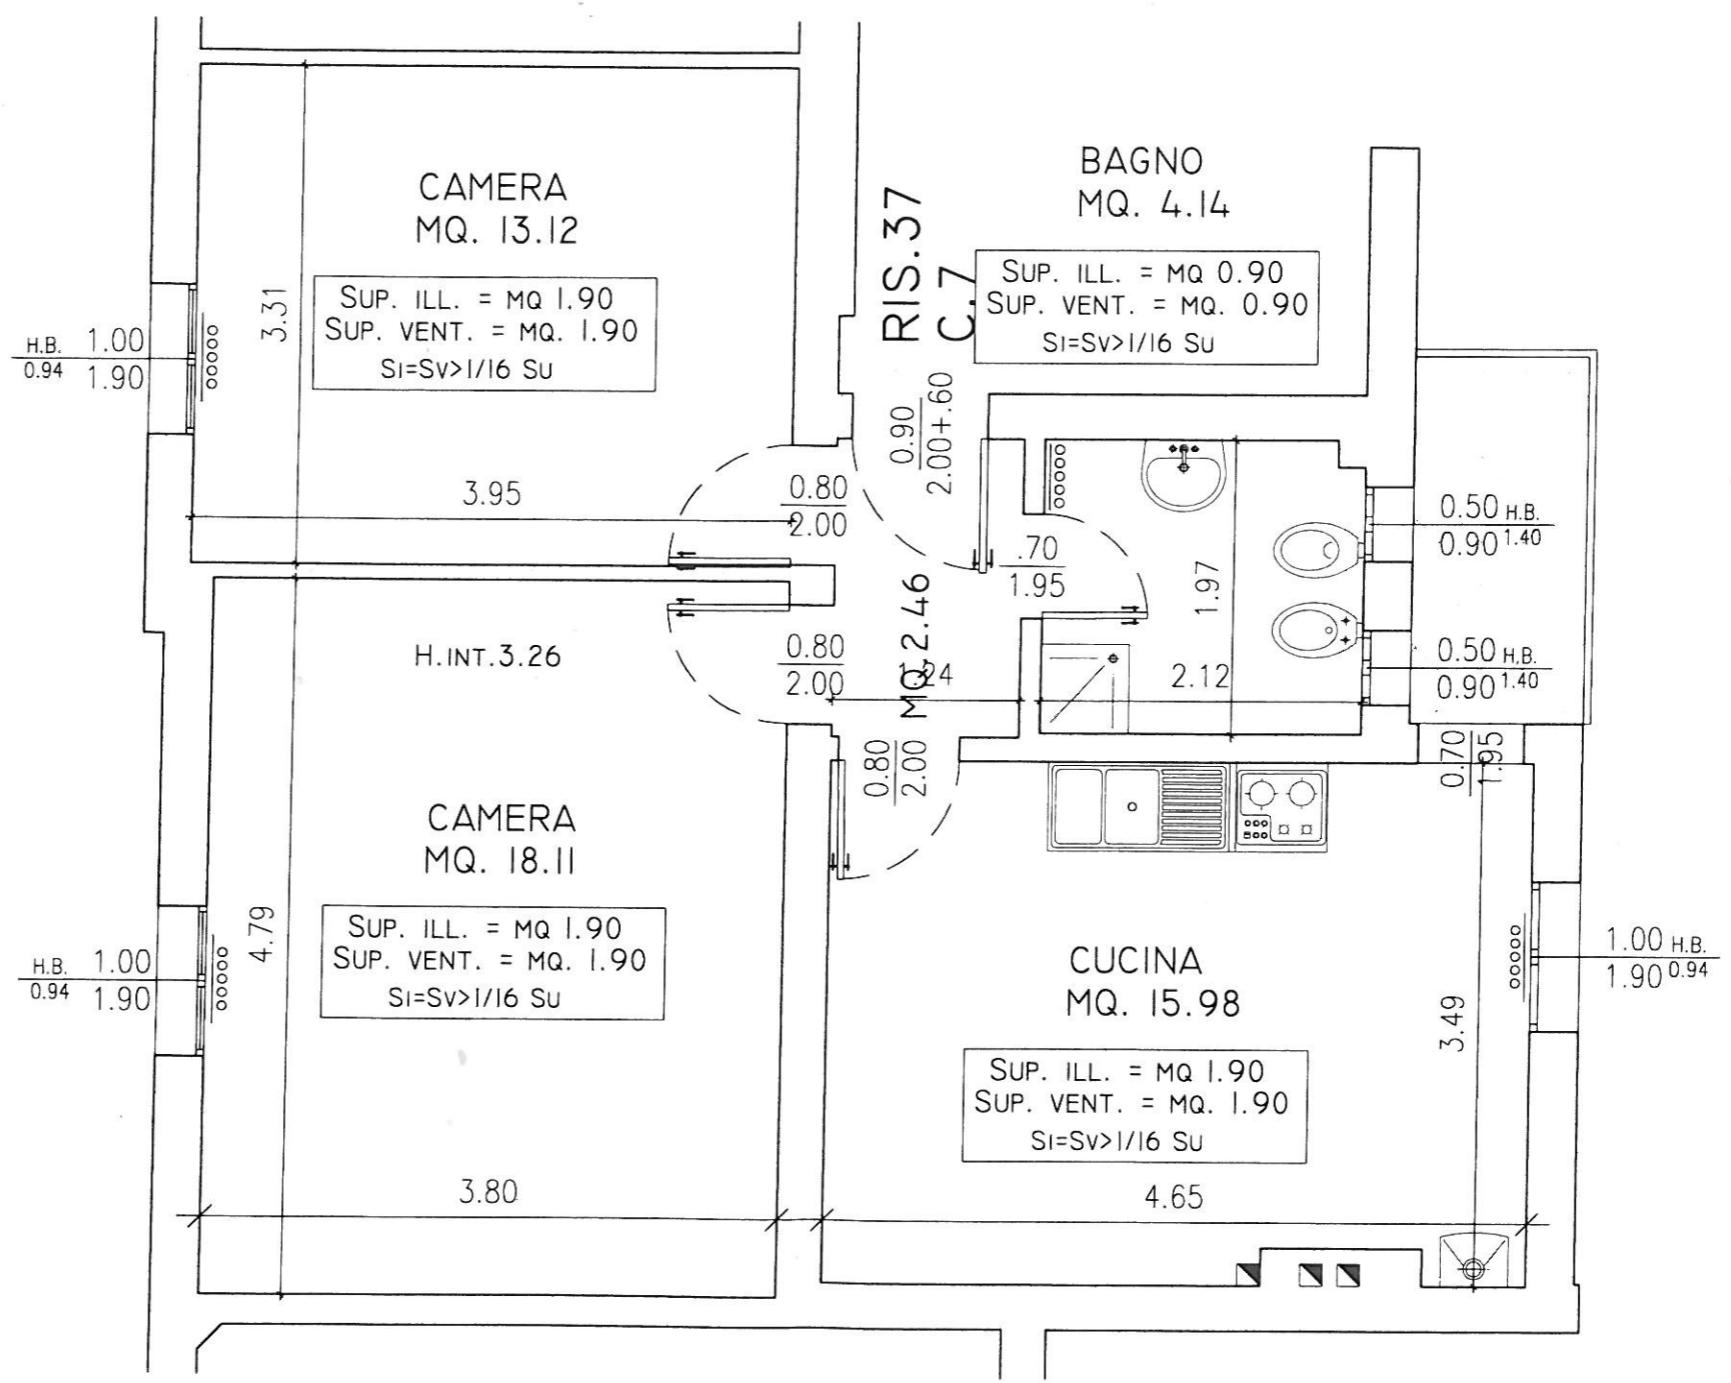 CAMERA
MQ. 13.12
SUP. ILL. = MQ 1.90
SUP. VENT. = MQ. 1.90
SI=SV>1/16 SU
3.31
H.B. 1.00
0.94 1.90
3.95
0.80
2.00
RIS.37
C.7
BAGNO
MQ. 4.14
SUP. ILL. = MQ 0.90
SUP. VENT. = MQ. 0.90
SI=SV>1/16 SU
0.90
2.00+.60
.70
1.95
1.97
2.12
0.50 H.B.
0.90 1.40
0.50 H.B.
0.90 1.40
H.INT.3.26
0.80
2.00
MQ.2.46
1.24
0.80
2.00
0.70
1.95
CAMERA
MQ. 18.11
SUP. ILL. = MQ 1.90
SUP. VENT. = MQ. 1.90
SI=SV>1/16 SU
4.79
H.B. 1.00
0.94 1.90
3.80
CUCINA
MQ. 15.98
SUP. ILL. = MQ 1.90
SUP. VENT. = MQ. 1.90
SI=SV>1/16 SU
3.49
1.00 H.B.
1.90 0.94
4.65